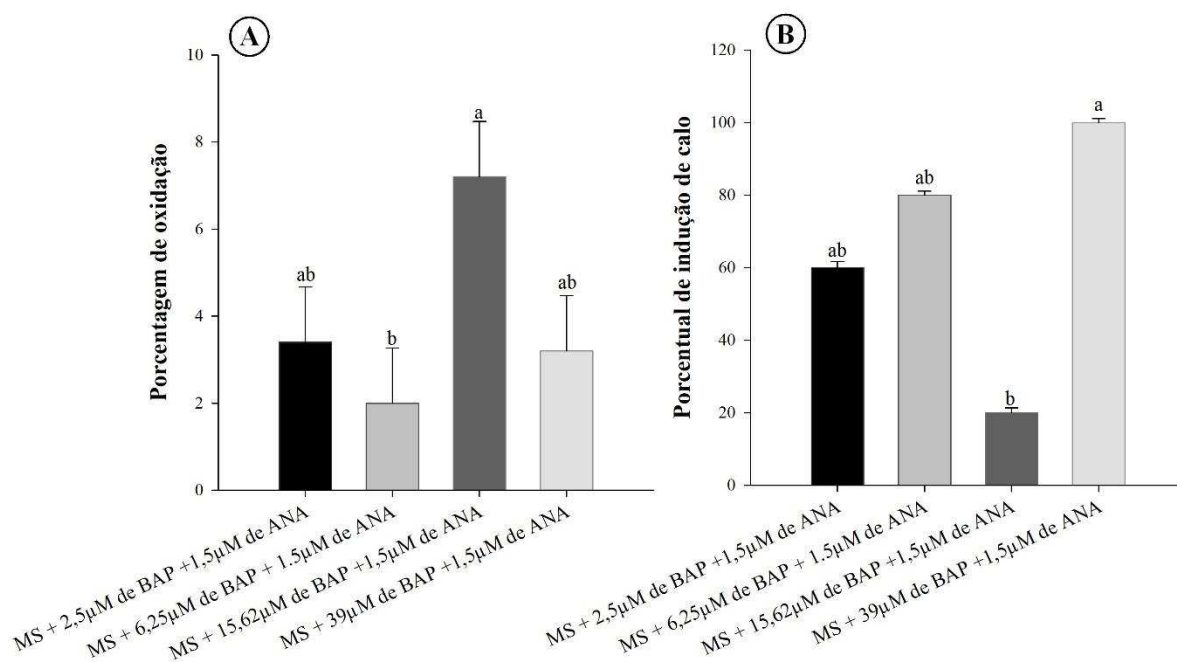 A
Porcentagem de oxidação
10
8
6
4
2
0
ab
b
a
ab
MS + 2,5µM de BAP +1,5µM de ANA
MS + 6,25µM de BAP + 1.5µM de ANA
MS + 15,62µM de BAP +1,5µM de ANA
MS + 39µM de BAP +1,5µM de ANA
B
Porcentual de indução de calo
120
100
80
60
40
20
0
ab
ab
b
a
MS + 2,5µM de BAP +1,5µM de ANA
MS + 6,25µM de BAP + 1.5µM de ANA
MS + 15,62µM de BAP +1,5µM de ANA
MS + 39µM de BAP +1,5µM de ANA